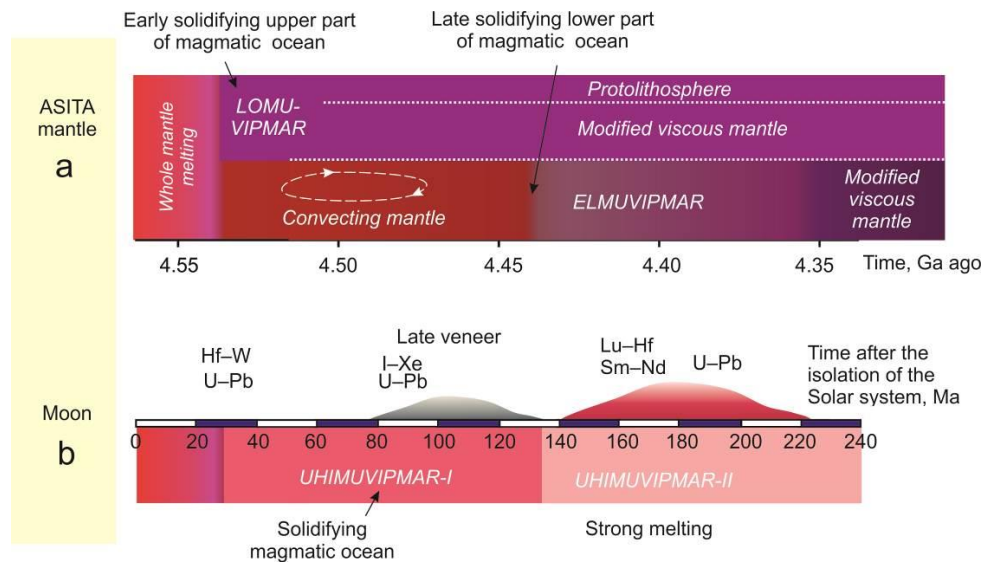 Early solidifying upper part
of magmatic ocean
Late solidifying lower part
of magmatic ocean
ASITA
mantle
a
Whole mantle
melting
LOMU-
VIPMAR
Protolithosphere
Modified viscous mantle
Convecting mantle
ELMUVIPMAR
Modified
viscous
mantle
4.55 4.50 4.45 4.40 4.35 Time, Ga ago
Moon
b
Hf–W
U–Pb
Late veneer
I–Xe
U–Pb
Lu–Hf
Sm–Nd
U–Pb
Time after the
isolation of the
Solar system, Ma
0 20 40 60 80 100 120 140 160 180 200 220 240
UHIMUVIPMAR-I
UHIMUVIPMAR-II
Solidifying
magmatic ocean
Strong melting